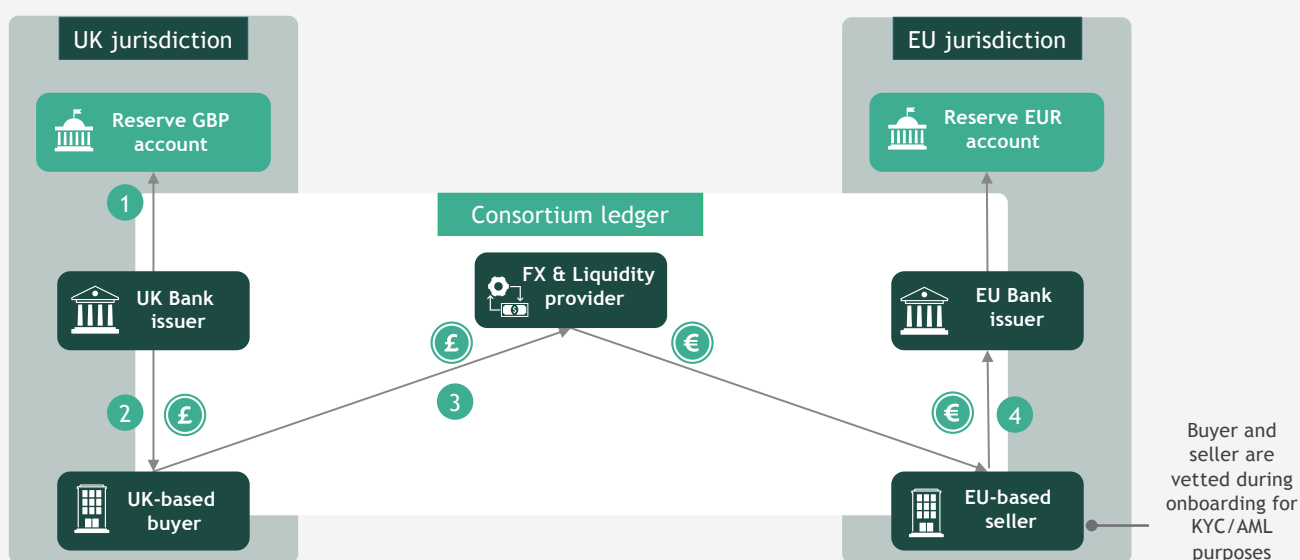 UK jurisdiction
EU jurisdiction
Reserve GBP
account
Reserve EUR
account
1
Consortium ledger
UK Bank
issuer
FX & Liquidity
provider
EU Bank
issuer
£
€
2
£
3
€
4
UK-based
buyer
EU-based
seller
Buyer and
seller are
vetted during
onboarding for
KYC/AML
purposes